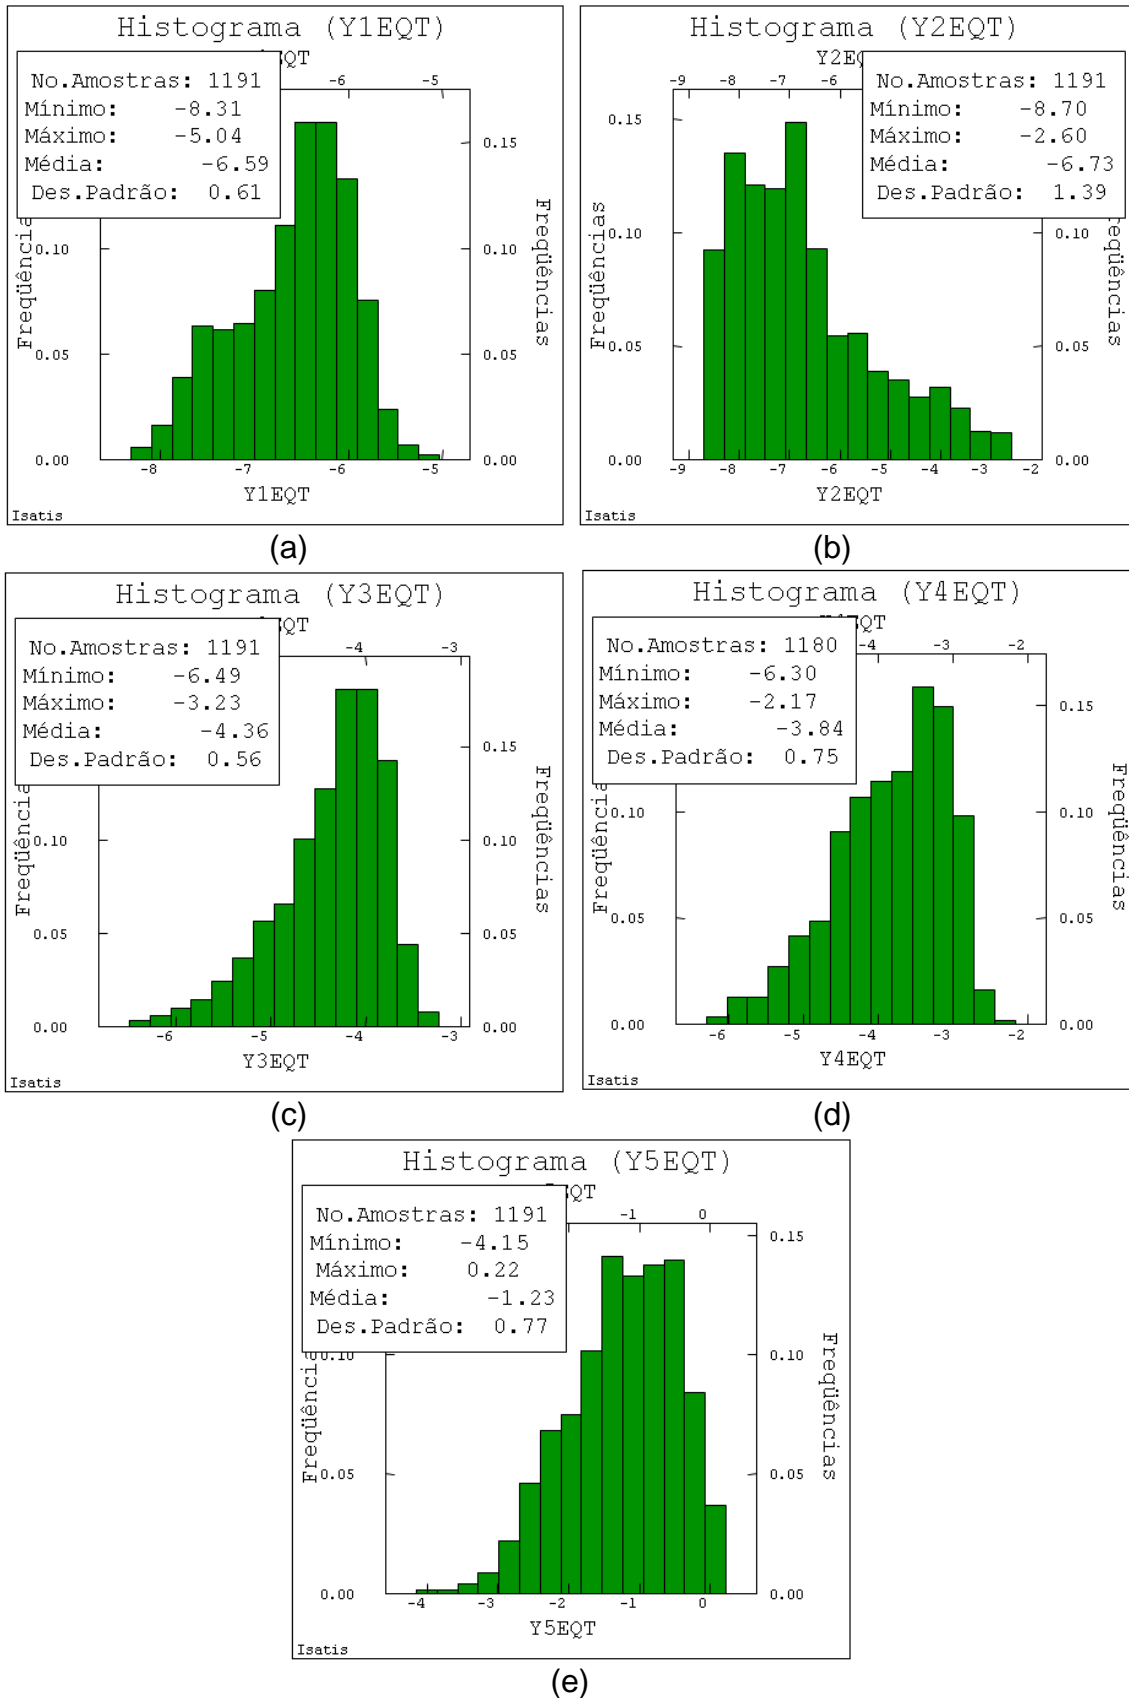 Histograma (Y1EQT)
EQT
No.Amostras: 1191
Mínimo: -8.31
Máximo: -5.04
Média: -6.59
Des.Padrão: 0.61
-6 -5
0.15
0.10 0.10
0.05 0.05
0.00 0.00
Freqüências
Freqüências
-8 -7 -6 -5
Y1EQT
Isatis
(a)
Histograma (Y2EQT)
Y2EQ
No.Amostras: 1191
Mínimo: -8.70
Máximo: -2.60
Média: -6.73
Des.Padrão: 1.39
-9 -8 -7 -6
0.15
0.10 0.10
0.05 0.05
0.00 0.00
Freqüências
reqüências
-9 -8 -7 -6 -5 -4 -3 -2
Y2EQT
Isatis
(b)
Histograma (Y3EQT)
EQT
No.Amostras: 1191
Mínimo: -6.49
Máximo: -3.23
Média: -4.36
Des.Padrão: 0.56
-4 -3
0.15
0.10 0.10
0.05 0.05
0.00 0.00
Freqüência
Freqüências
-6 -5 -4 -3
Y3EQT
Isatis
(c)
Histograma (Y4EQT)
Y4EQT
No.Amostras: 1180
Mínimo: -6.30
Máximo: -2.17
Média: -3.84
Des.Padrão: 0.75
-4 -3 -2
0.15
0.10 0.10
0.05 0.05
0.00 0.00
Freqüência
Freqüências
-6 -5 -4 -3 -2
Y4EQT
Isatis
(d)
Histograma (Y5EQT)
EQT
No.Amostras: 1191
Mínimo: -4.15
Máximo: 0.22
Média: -1.23
Des.Padrão: 0.77
-1 0
0.15
0.10 0.10
0.05 0.05
0.00 0.00
Freqüência
Freqüências
-4 -3 -2 -1 0
Y5EQT
Isatis
(e)